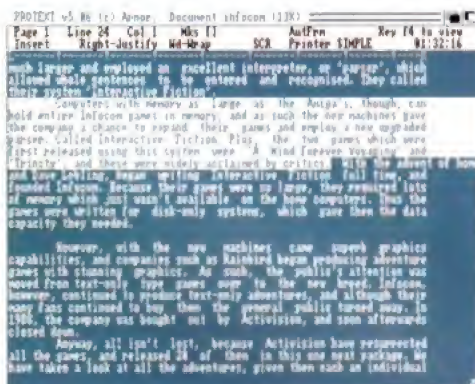 PROTEXT v5.06 (c) Arnor, Document infocom (23K)
Page 1 Line 24 Col 1 Mks [] AutFrm Key f4 to view
Insert Right-Justify Wd-Wrap SCR Printer SIMPLE 01:32:16
much larger and employed an excellent interpreter, or 'parser', which
allowed whole sentences to be entered and recognised. They called
their system 'Interactive Fiction'.
Computers with memory as large as the Amiga's, though, can
hold entire Infocom games in memory, and as such the new machines gave
the company a chance to expand their games and employ a new upgraded
parser. Called Interactive Fiction Plus, the games which were
first released using this system were 'A Mind Forever Voyaging' and
'Trinity', and these were widely acclaimed by critics.
and Dave Lebling, began writing interactive fiction full time, and
founded Infocom. Because their games were so large, they required lots
of memory which just wasn't available on the home computers. Thus the
games were written for disk-only systems, which gave them the data
capacity they needed.
However, with the new machines came superb graphics
capabilities, and companies such as Rainbird began producing adventure
games with stunning graphics. As such, the public's attention was
moved from text-only type games over to the new breed. Infocom,
however, continued to produce text-only adventures, and although their
many fans continued to buy them the general public turned away. In
the company was bought out by Activision, and soon afterwards
closed down.
Anyway, all isn't lost, because Activision have resurrected
all the games, and released 20 of them in this one neat package. We
have taken a look at all the adventures, given them each an individual